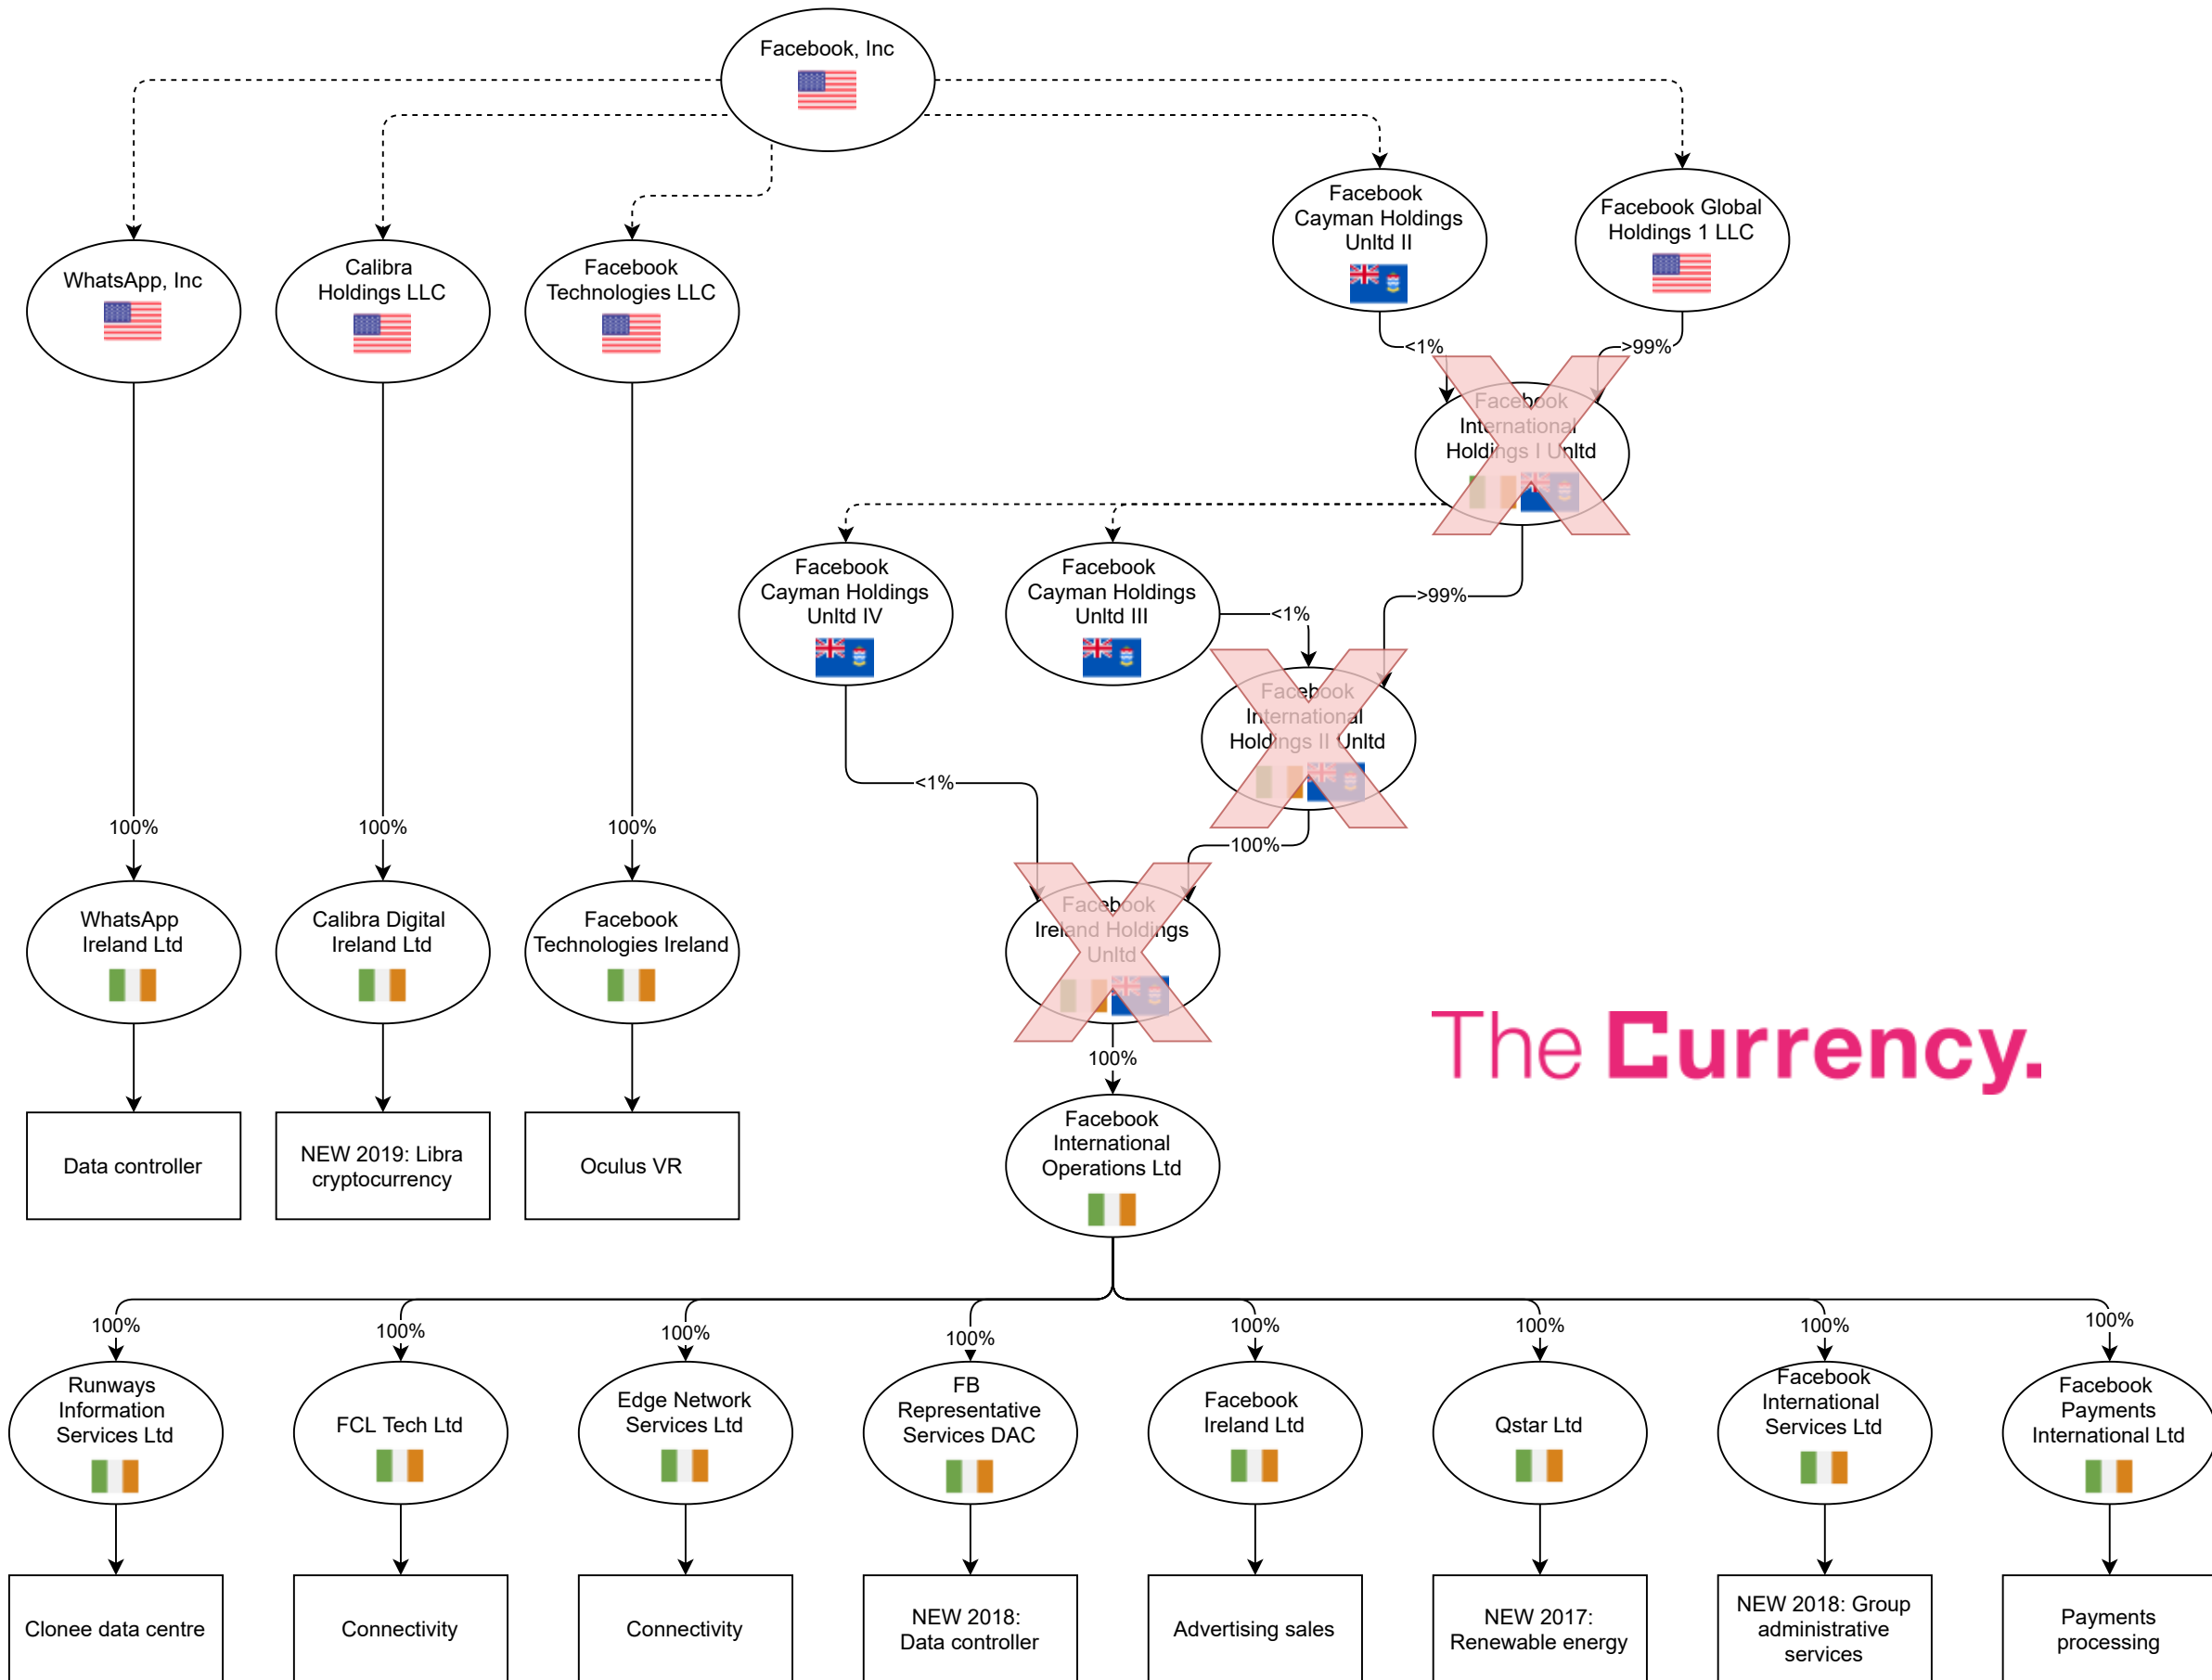 Facebook, Inc
Facebook
Cayman Holdings
Unltd II
Facebook Global
Holdings 1 LLC
WhatsApp, Inc
Calibra
Holdings LLC
Facebook
Technologies LLC
<1%
>99%
Facebook
International
Holdings I Unltd
Facebook
Cayman Holdings
Unltd IV
Facebook
Cayman Holdings
Unltd III
<1%
>99%
Facebook
International
Holdings II Unltd
<1%
100%
100%
100%
100%
WhatsApp
Ireland Ltd
Calibra Digital
Ireland Ltd
Facebook
Technologies Ireland
Facebook
Ireland Holdings
Unltd
The Currency.
100%
Data controller
NEW 2019: Libra
cryptocurrency
Oculus VR
Facebook
International
Operations Ltd
100%
100%
100%
100%
100%
100%
100%
100%
Runways
Information
Services Ltd
FCL Tech Ltd
Edge Network
Services Ltd
FB
Representative
Services DAC
Facebook
Ireland Ltd
Qstar Ltd
Facebook
International
Services Ltd
Facebook
Payments
International Ltd
Clonee data centre
Connectivity
Connectivity
NEW 2018:
Data controller
Advertising sales
NEW 2017:
Renewable energy
NEW 2018: Group
administrative
services
Payments
processing